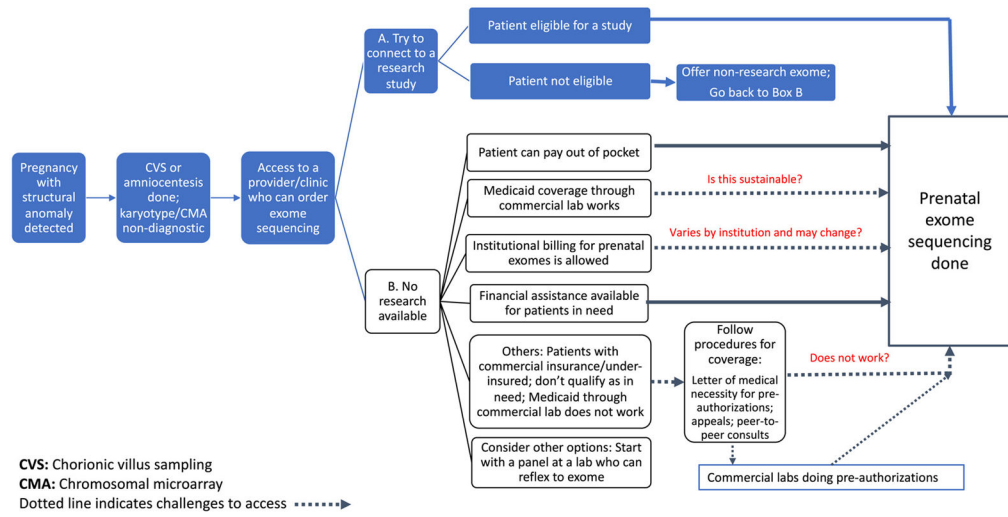 Pregnancy
with
structural
anomaly
detected
CVS or
amniocentesis
done;
karyotype/CMA
non-diagnostic
Access to a
provider/clinic
who can order
exome
sequencing
A. Try to
connect to a
research
study
Patient eligible for a study
Patient not eligible
Offer non-research exome;
Go back to Box B
B. No
research
available
Patient can pay out of pocket
Medicaid coverage through
commercial lab works
Is this sustainable?
Institutional billing for prenatal
exomes is allowed
Varies by institution and may change?
Financial assistance available
for patients in need
Others: Patients with
commercial insurance/under-
insured; don’t qualify as in
need; Medicaid through
commercial lab does not work
Follow
procedures for
coverage:
Letter of medical
necessity for pre-
authorizations;
appeals; peer-to-
peer consults
Does not work?
Consider other options: Start
with a panel at a lab who can
reflex to exome
Commercial labs doing pre-authorizations
Prenatal
exome
sequencing
done
CVS: Chorionic villus sampling
CMA: Chromosomal microarray
Dotted line indicates challenges to access